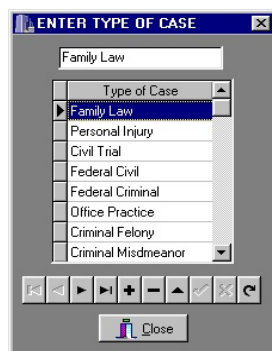 ENTER TYPE OF CASE
Family Law
Type of Case
Family Law
Personal Injury
Civil Trial
Federal Civil
Federal Criminal
Office Practice
Criminal Felony
Criminal Misdmeanor
Close